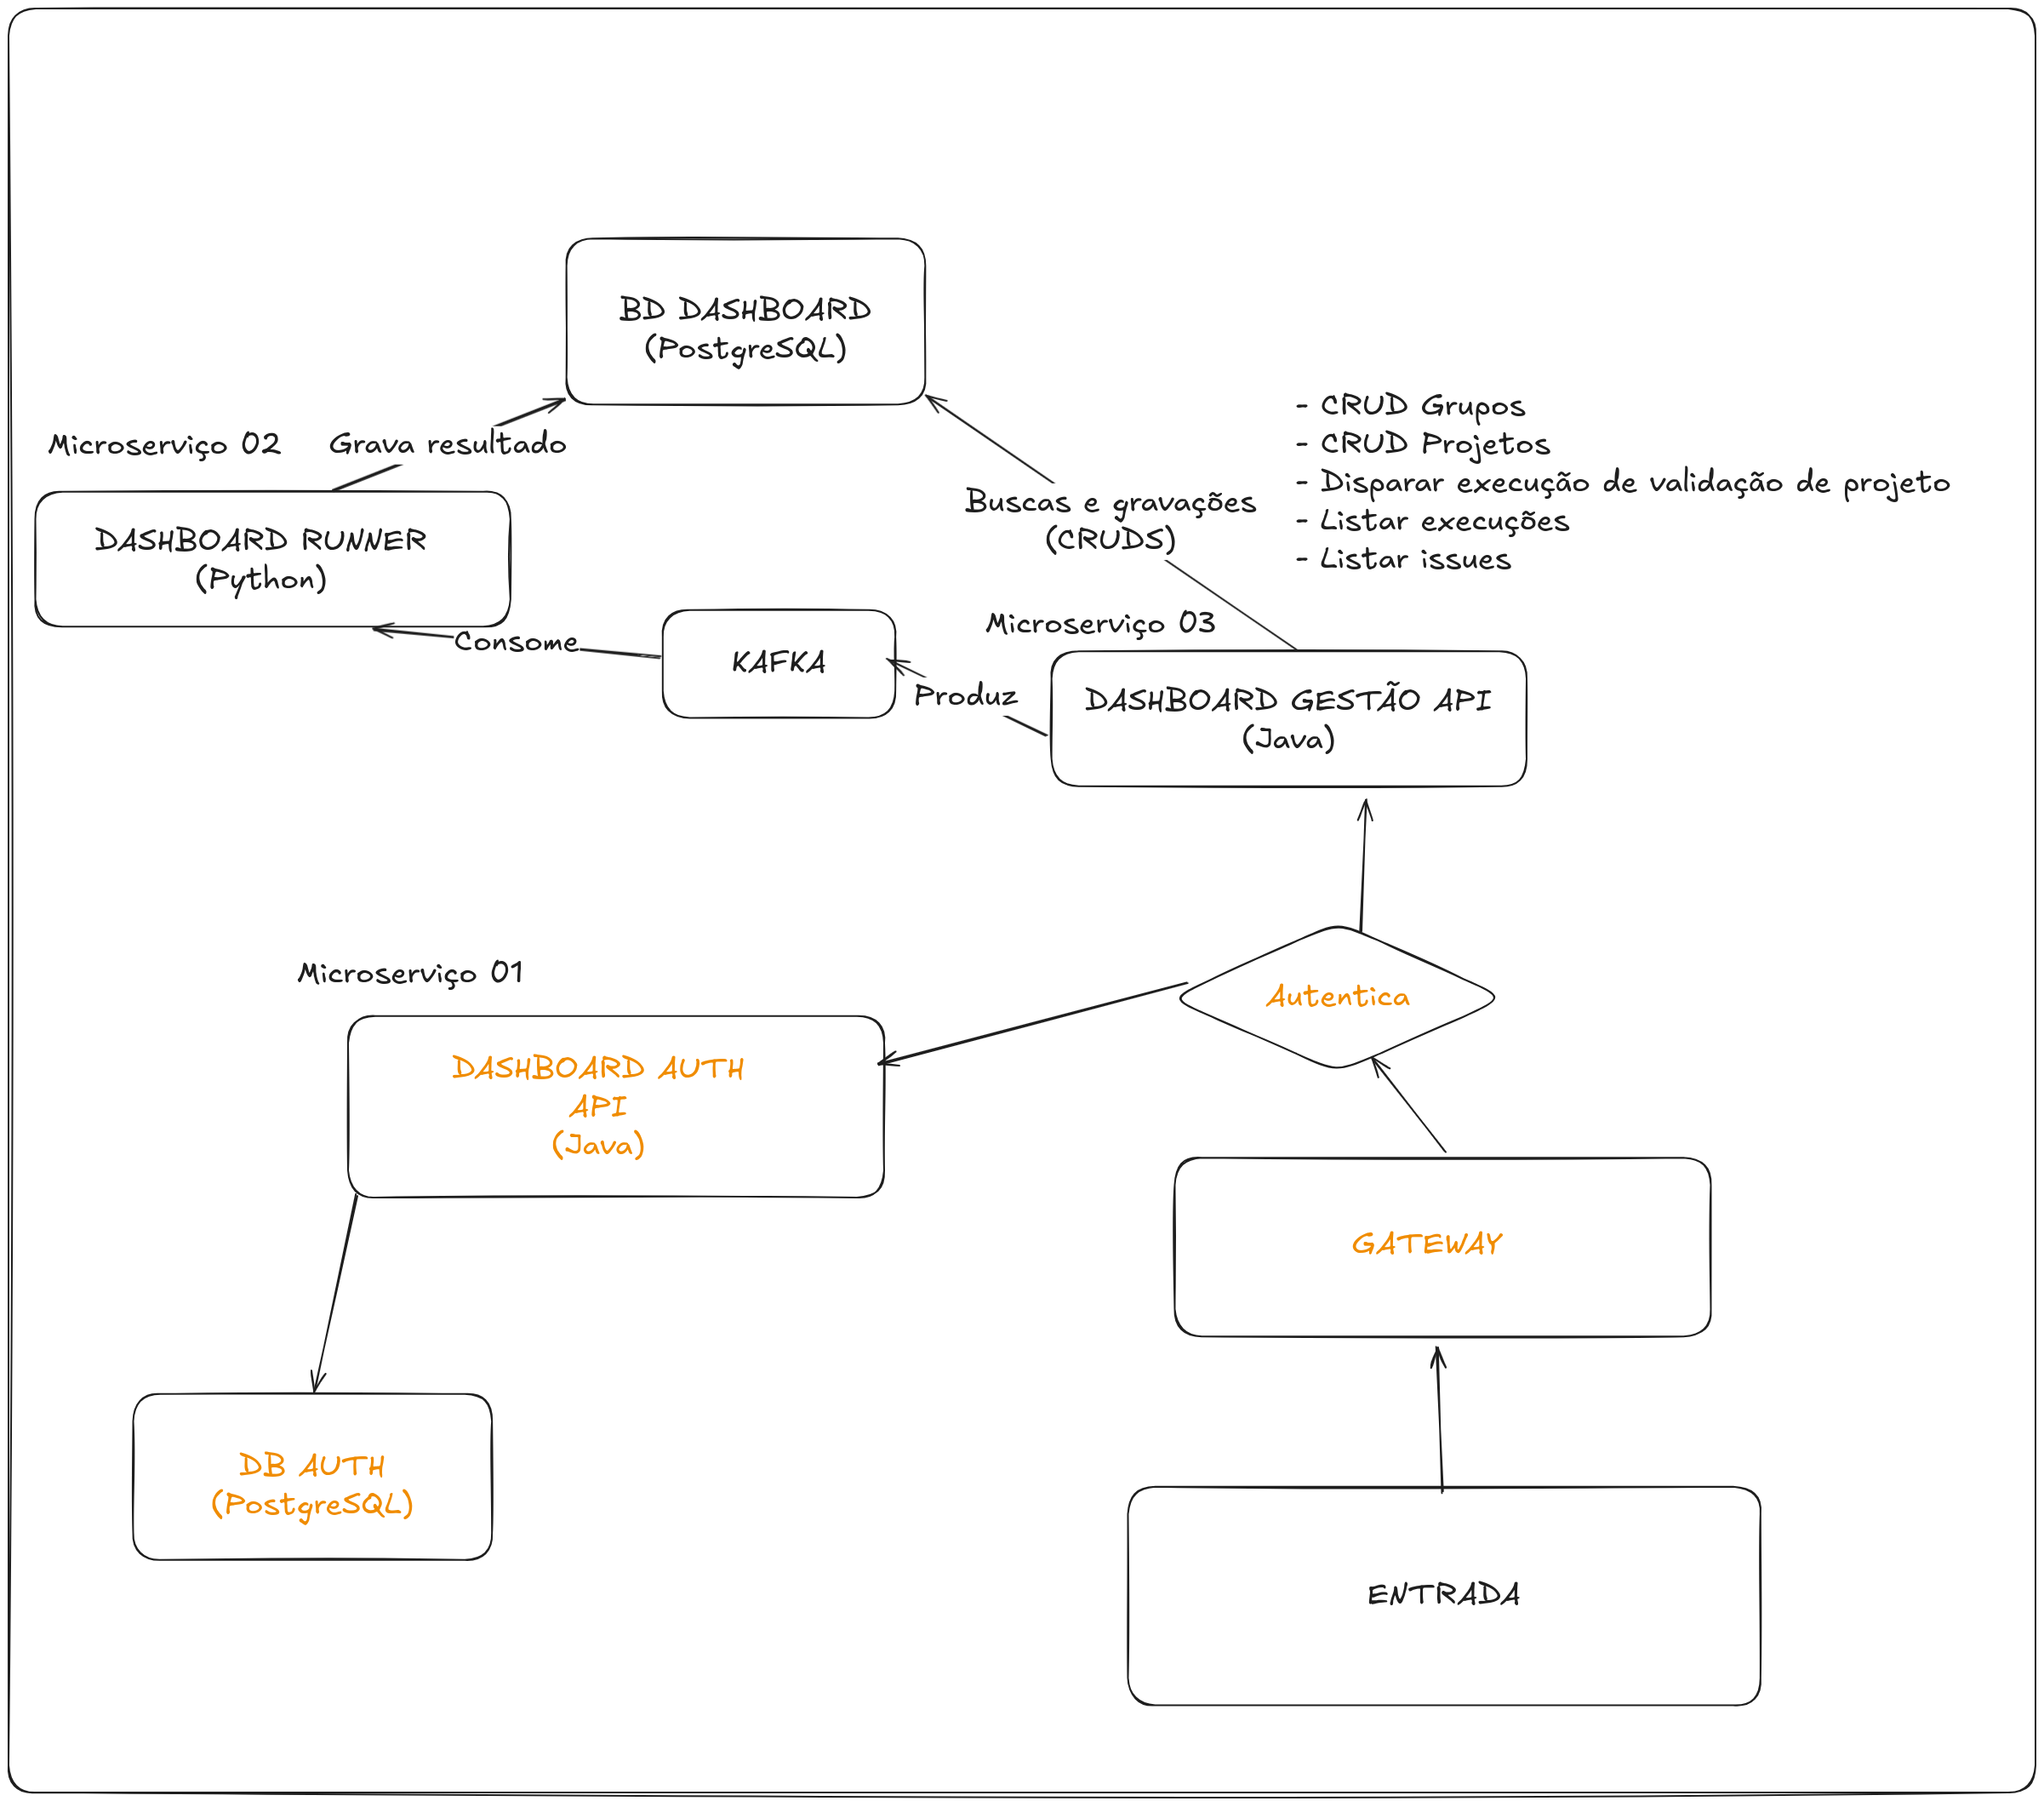 BD DASHBOARD
(PostgreSQL)
- CRUD Grupos
- CRUD Projetos
- Disparar execução de validação de projeto
- Listar execuções
- Listar issues
Microserviço 02
Grava resultado
Buscas e gravações
(CRUDS)
DASHBOARD RUNNER
(Python)
Consome
KAFKA
Produz
Microserviço 03
DASHBOARD GESTÃO API
(Java)
Autentica
Microserviço 01
DASHBOARD AUTH
API
(Java)
GATEWAY
DB AUTH
(PostgreSQL)
ENTRADA